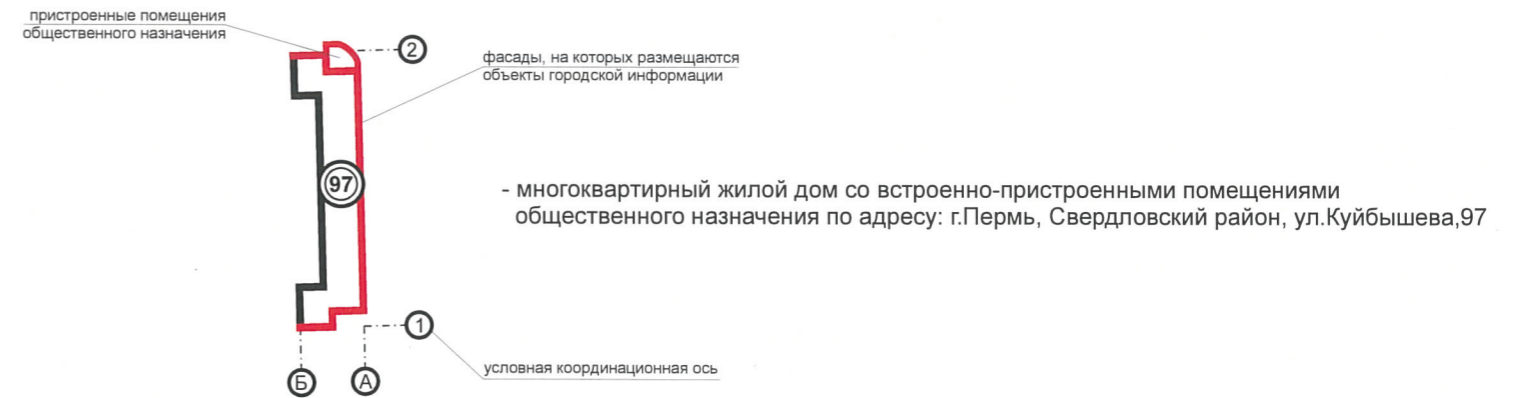 пристроенные помещения
общественного назначения
2
фасады, на которых размещаются
объекты городской информации
97
- многоквартирный жилой дом со встроенно-пристроенными помещениями
общественного назначения по адресу: г.Пермь, Свердловский район, ул.Куйбышева,97
1
условная координационная ось
Б
А